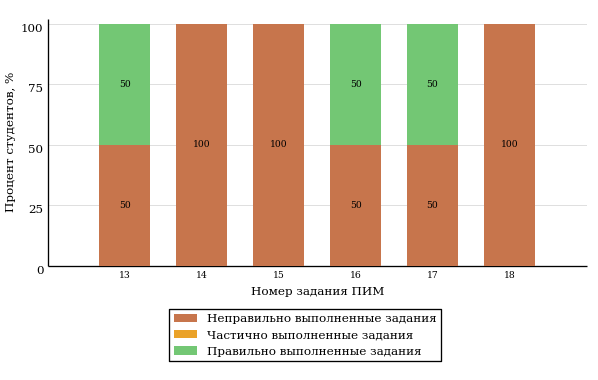 100
75
50
25
0
Процент студентов, %
50
50
100
100
50
50
50
50
100
13 14 15 16 17 18
Номер задания ПИМ
Неправильно выполненные задания
Частично выполненные задания
Правильно выполненные задания